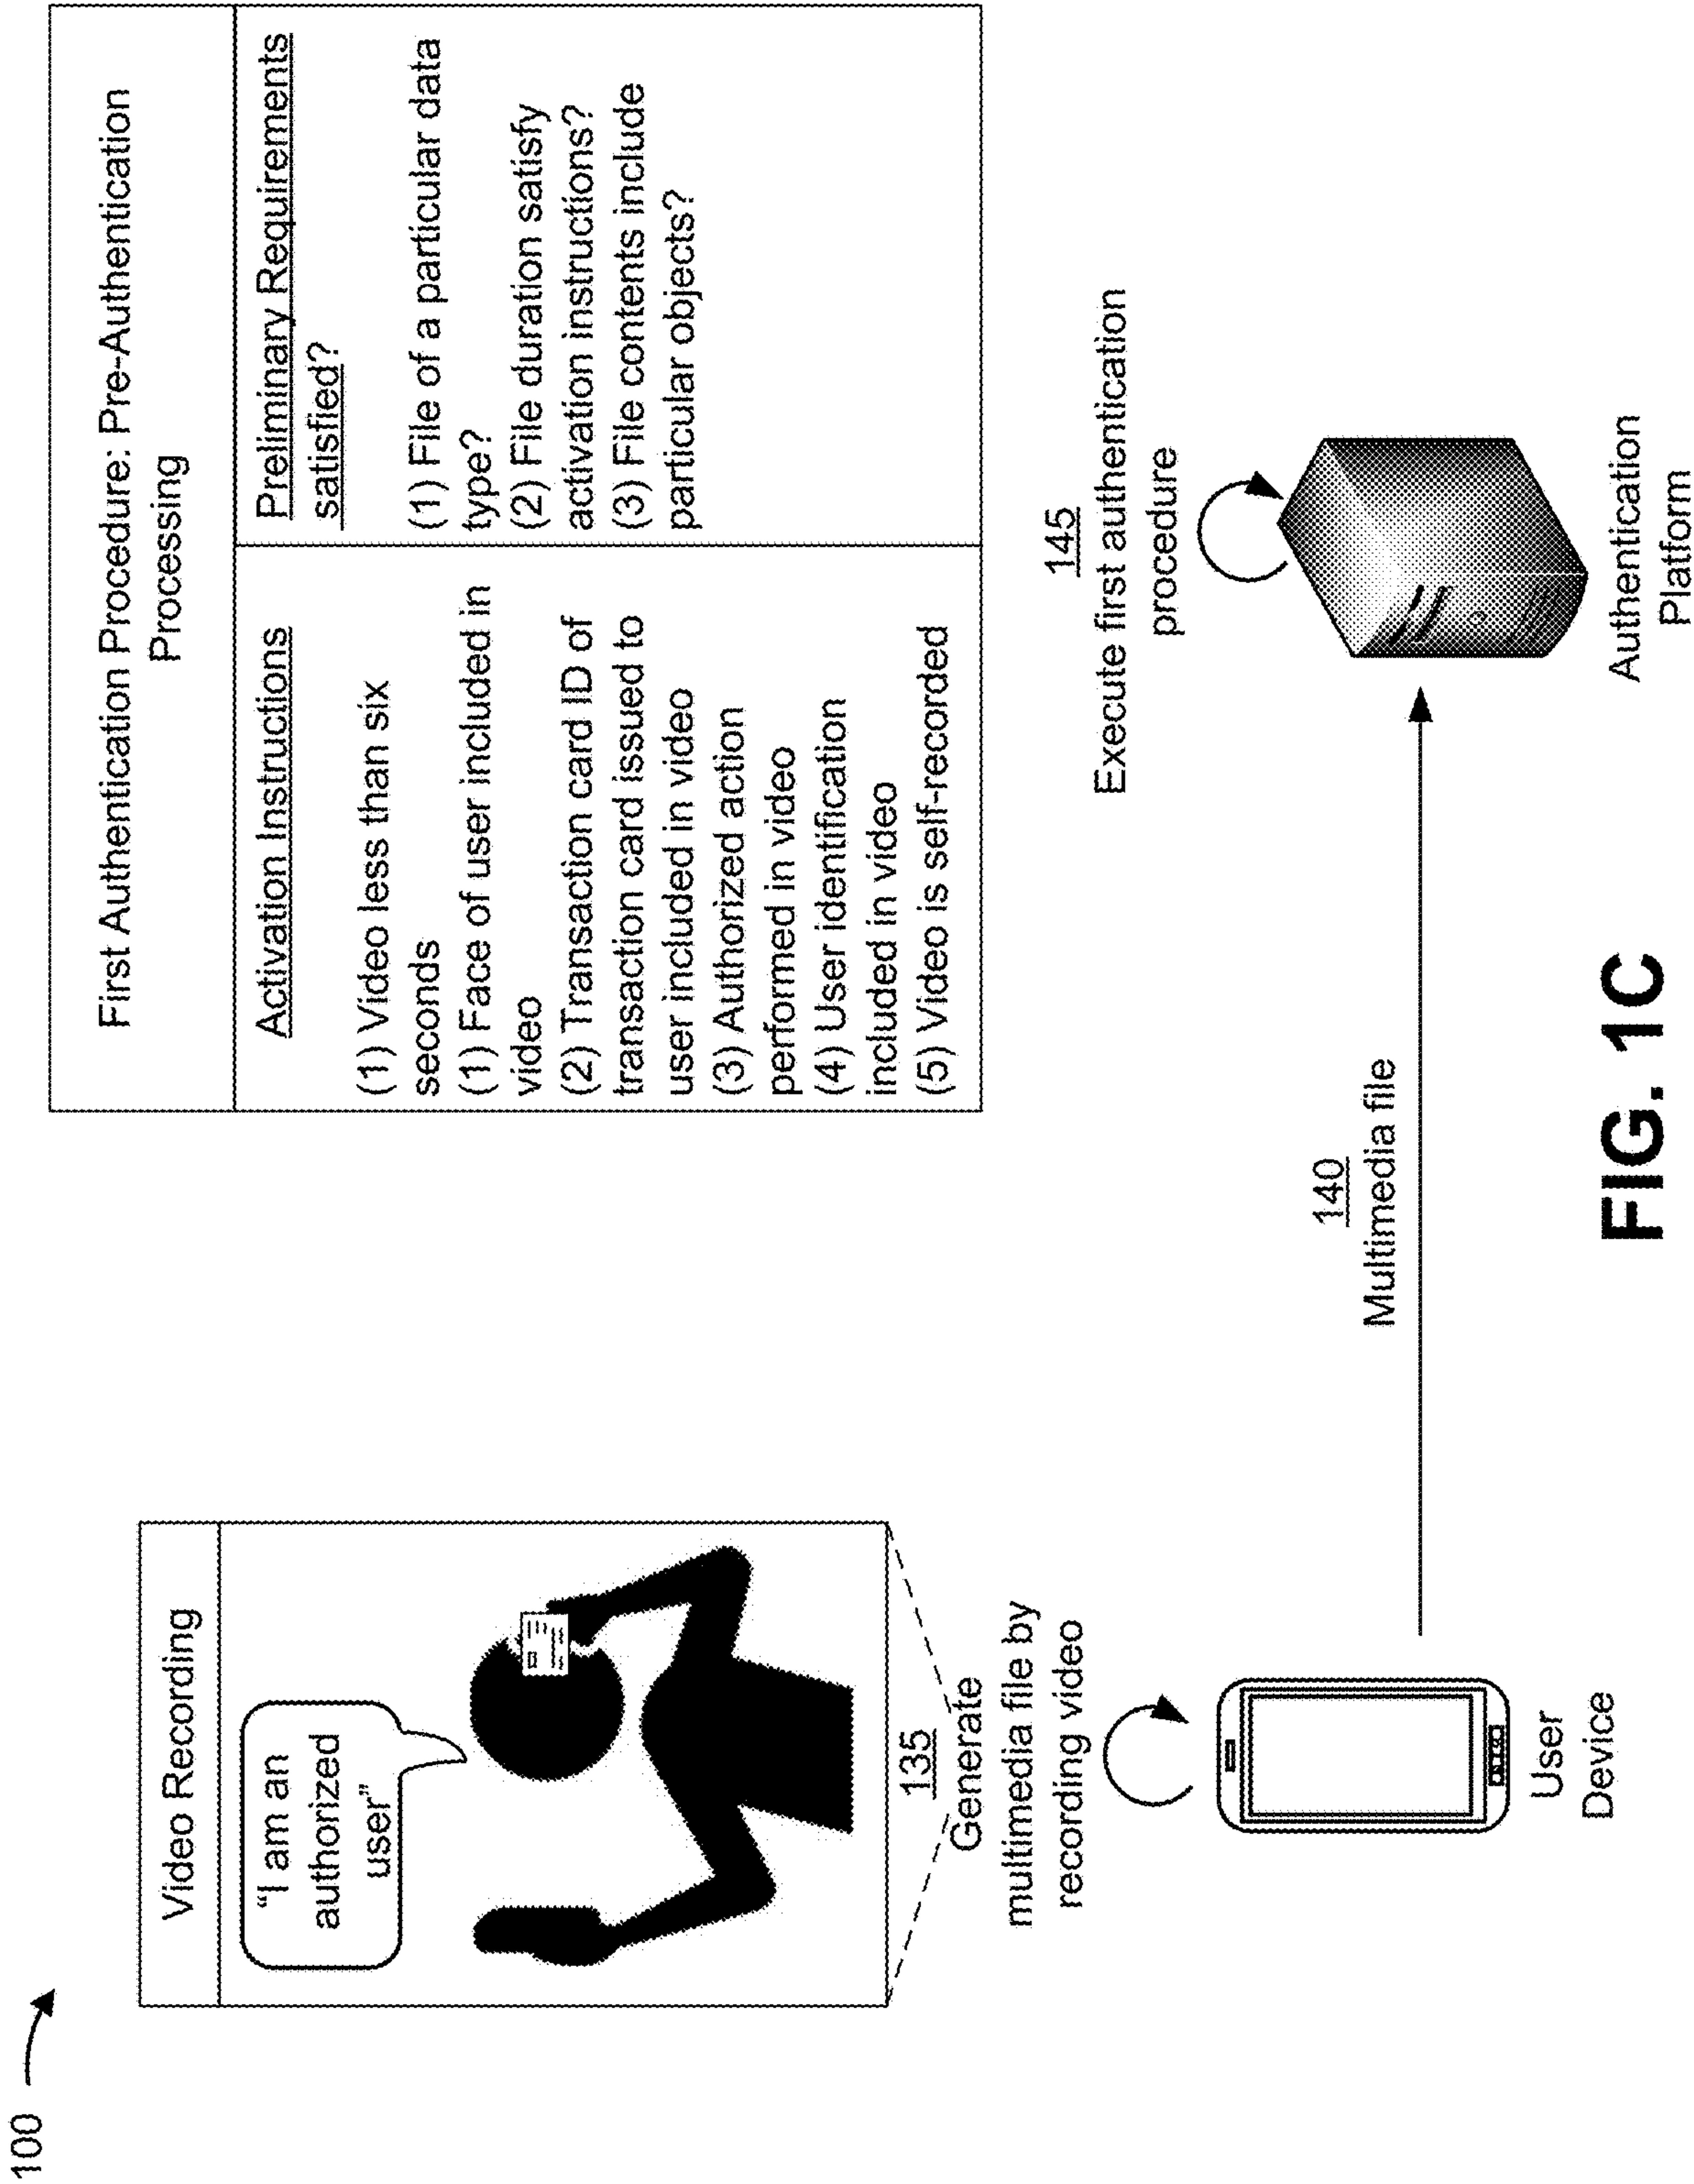 100
Video Recording
“I am an
authorized
user”
135
Generate
multimedia file by
recording video
User
Device
140
Multimedia file
First Authentication Procedure: Pre-Authentication
Processing
Activation Instructions
(1) Video less than six
seconds
(1) Face of user included in
video
(2) Transaction card ID of
transaction card issued to
user included in video
(3) Authorized action
performed in video
(4) User identification
included in video
(5) Video is self-recorded
Preliminary Requirements
satisfied?
(1) File of a particular data
type?
(2) File duration satisfy
activation instructions?
(3) File contents include
particular objects?
145
Execute first authentication
procedure
Authentication
Platform
FIG. 1C